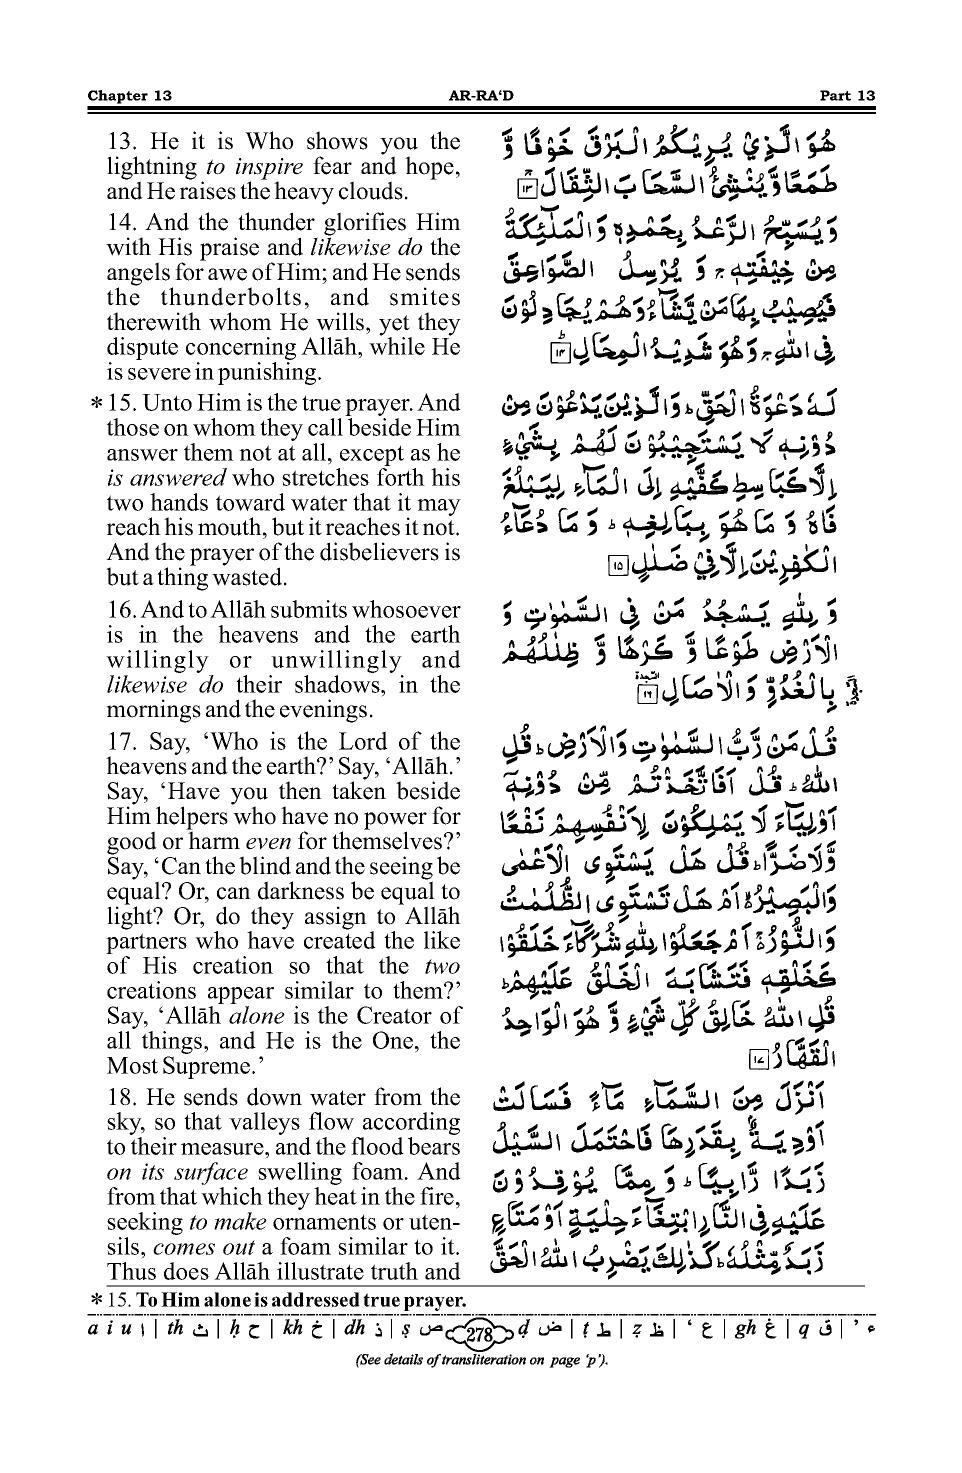 Chapter 13 AR-RA‘D Part 13
13. He it is Who shows you the
lightning to inspire fear and hope,
and He raises the heavy clouds.
14. And the thunder glorifies Him
with His praise and likewise do the
angels for awe of Him; and He sends
the thunderbolts, and smites
therewith whom He wills, yet they
dispute concerning Allāh, while He
is severe in punishing.
*15. Unto Him is the true prayer. And
those on whom they call beside Him
answer them not at all, except as he
is answered who stretches forth his
two hands toward water that it may
reach his mouth, but it reaches it not.
And the prayer of the disbelievers is
but a thing wasted.
16. And to Allāh submits whosoever
is in the heavens and the earth
willingly or unwillingly and
likewise do their shadows, in the
mornings and the evenings.
17. Say, ‘Who is the Lord of the
heavens and the earth?’ Say, ‘Allāh.’
Say, ‘Have you then taken beside
Him helpers who have no power for
good or harm even for themselves?’
Say, ‘Can the blind and the seeing be
equal? Or, can darkness be equal to
light? Or, do they assign to Allāh
partners who have created the like
of His creation so that the two
creations appear similar to them?’
Say, ‘Allāh alone is the Creator of
all things, and He is the One, the
Most Supreme.’
18. He sends down water from the
sky, so that valleys flow according
to their measure, and the flood bears
on its surface swelling foam. And
from that which they heat in the fire,
seeking to make ornaments or uten-
sils, comes out a foam similar to it.
Thus does Allāh illustrate truth and
هُوَ الَّذِيْ يُرِيْكُمُ الْبَرْقَ خَوْفًا وَّ
طَمَعًا وَّيُنْشِئُ السَّحَابَ الثِّقَالَ ۱۳
وَيُسَبِّحُ الرَّعْدُ بِحَمْدِهٖ وَالْمَلٰٓئِكَةُ
مِنْ خِيْفَتِهٖ ۚ وَ يُرْسِلُ الصَّوَاعِقَ
فَيُصِيْبُ بِهَا مَنْ يَّشَآءُ وَهُمْ يُجَادِلُوْنَ
فِى اللّٰهِ ۚ وَهُوَ شَدِيْدُ الْمِحَالِ ۱۴
لَهٗ دَعْوَةُ الْحَقِّ ؕ وَالَّذِيْنَ يَدْعُوْنَ مِنْ
دُوْنِهٖ لَا يَسْتَجِيْبُوْنَ لَهُمْ بِشَيْءٍ
اِلَّا كَبَاسِطِ كَفَّيْهِ اِلَى الْمَآءِ لِيَبْلُغَ
فَاهُ وَ مَا هُوَ بِبَالِغِهٖ ؕ وَ مَا دُعَآءُ
الْكٰفِرِيْنَ اِلَّا فِيْ ضَلٰلٍ ۱۵
وَ لِلّٰهِ يَسْجُدُ مَنْ فِى السَّمٰوٰتِ وَ
الْاَرْضِ طَوْعًا وَّ كَرْهًا وَّ ظِلٰلُهُمْ
بِالْغُدُوِّ وَ الْاٰصَالِ ۱۶ السجدة
قُلْ مَنْ رَّبُّ السَّمٰوٰتِ وَالْاَرْضِ ؕ قُلِ
اللّٰهُ ؕ قُلْ اَفَاتَّخَذْتُمْ مِّنْ دُوْنِهٖۤ
اَوْلِيَآءَ لَا يَمْلِكُوْنَ لِاَنْفُسِهِمْ نَفْعًا
وَّلَا ضَرًّا ؕ قُلْ هَلْ يَسْتَوِى الْاَعْمٰى
وَالْبَصِيْرُ ۙ اَمْ هَلْ تَسْتَوِى الظُّلُمٰتُ
وَالنُّوْرُ ۚ اَمْ جَعَلُوْا لِلّٰهِ شُرَكَآءَ خَلَقُوْا
كَخَلْقِهٖ فَتَشَابَهَ الْخَلْقُ عَلَيْهِمْ ؕ
قُلِ اللّٰهُ خَالِقُ كُلِّ شَيْءٍ وَّ هُوَ الْوَاحِدُ
الْقَهَّارُ ۱۷
اَنْزَلَ مِنَ السَّمَآءِ مَآءً فَسَالَتْ
اَوْدِيَةٌۢ بِقَدَرِهَا فَاحْتَمَلَ السَّيْلُ
زَبَدًا رَّابِيًا ؕ وَ مِمَّا يُوْقِدُوْنَ
عَلَيْهِ فِى النَّارِ ابْتِغَآءَ حِلْيَةٍ اَوْ مَتَاعٍ
زَبَدٌ مِّثْلُهٗ ؕ كَذٰلِكَ يَضْرِبُ اللّٰهُ الْحَقَّ
* 15. To Him alone is addressed true prayer.
a i u ا | th ث | ḥ ح | kh خ | dh ذ | ṣ ص 278 ḍ ض | ṭ ط | ẓ ظ | ‘ ع | gh غ | q ق | ’ ء
(See details of transliteration on page ‘p’).